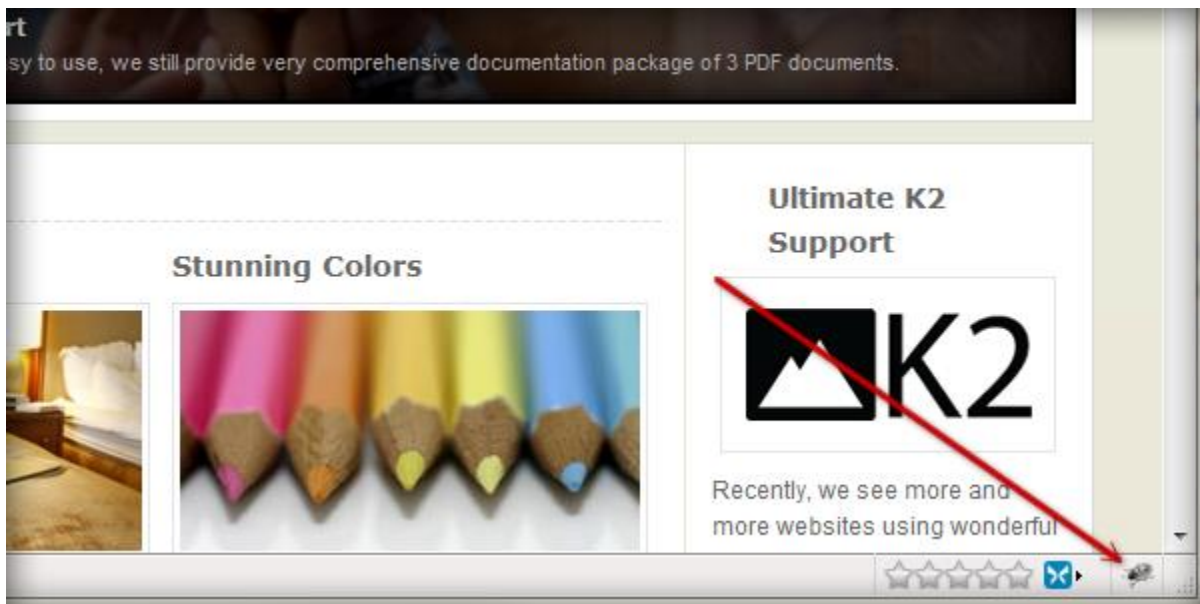 rt
sy to use, we still provide very comprehensive documentation package of 3 PDF documents.
Stunning Colors
Ultimate K2
Support
K2
Recently, we see more and
more websites using wonderful